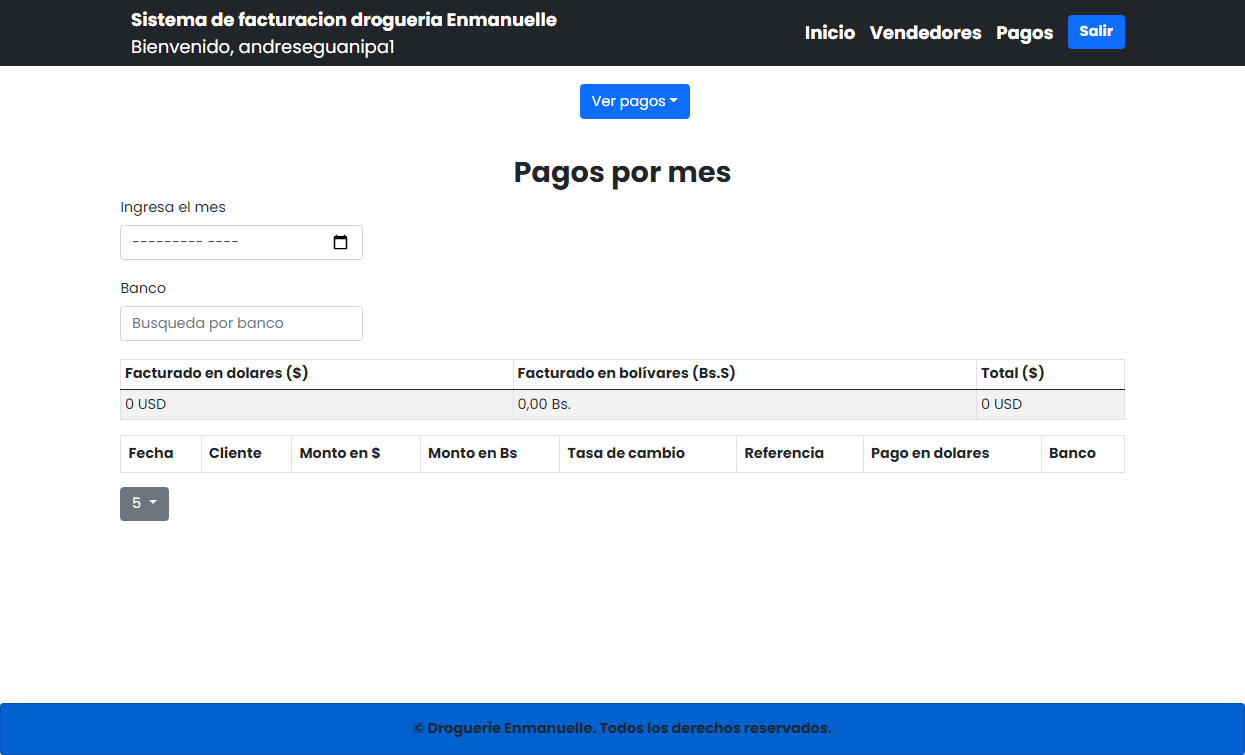 Sistema de facturacion drogueria Enmanuelle
Bienvenido, andreseguanipa1
Inicio Vendedores Pagos Salir
Ver pagos
Pagos por mes
Ingresa el mes
--------- ----
Banco
Busqueda por banco
Facturado en dolares ($) Facturado en bolívares (Bs.S) Total ($)
0 USD 0,00 Bs. 0 USD
Fecha Cliente Monto en $ Monto en Bs Tasa de cambio Referencia Pago en dolares Banco
5
© Droguerie Enmanuelle. Todos los derechos reservados.